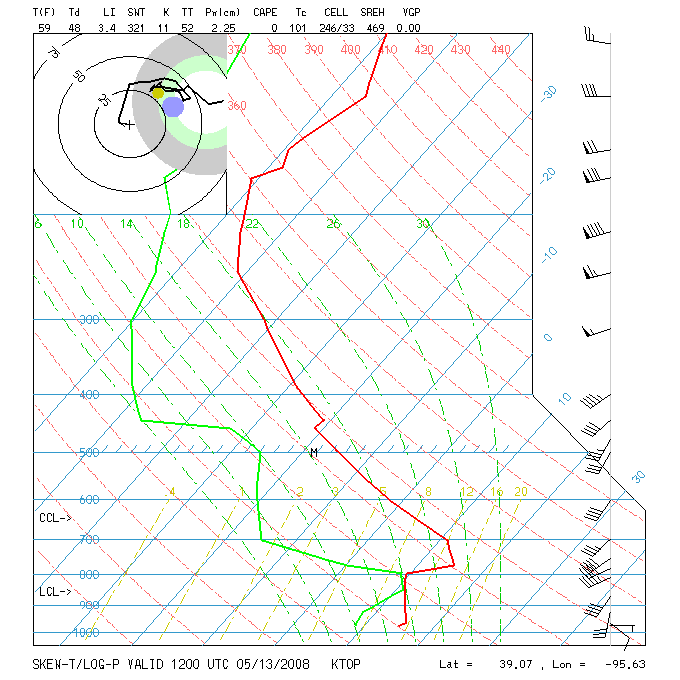 T(F) Td LI SWT K TT Pw(cm) CAPE Tc CELL SREH VGP
59 48 3.4 321 11 52 2.25 0 101 246/33 469 0.00
75
50
25
370 380 390 400 410 420 430 440
360
-30
-20
-10
0
10
30
6 10 14 18 22 26 30
300
400
500
M
600
.4 1 2 3 5 8 12 16 20
CCL->
700
800
LCL->
900
1000
SKEW-T/LOG-P VALID 1200 UTC 05/13/2008 KTOP Lat = 39.07 , Lon = -95.63